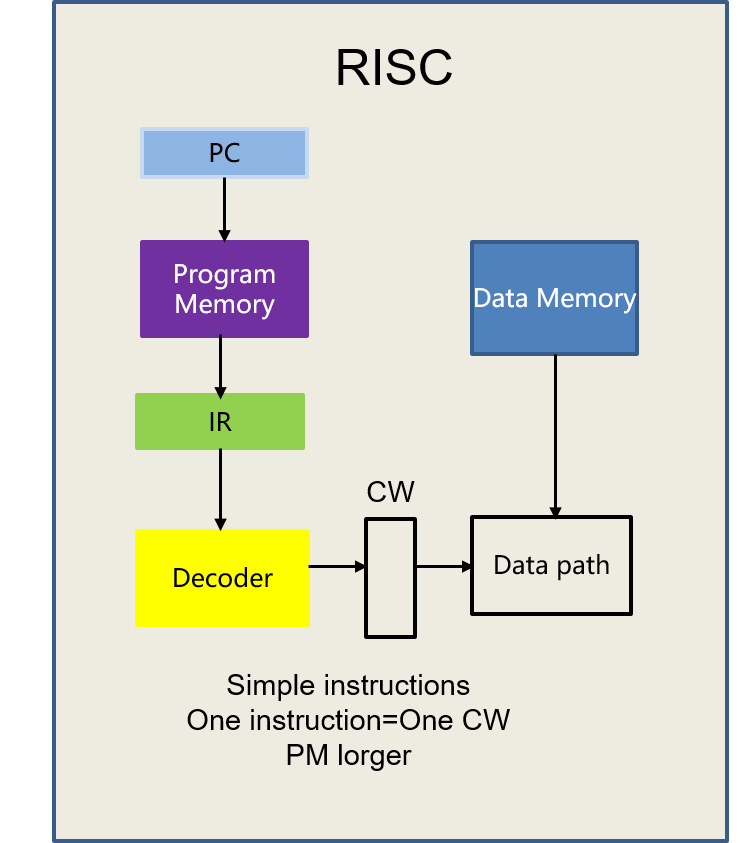 RISC
PC
Program
Memory
Data Memory
IR
CW
Decoder
Data path
Simple instructions
One instruction=One CW
PM lorger